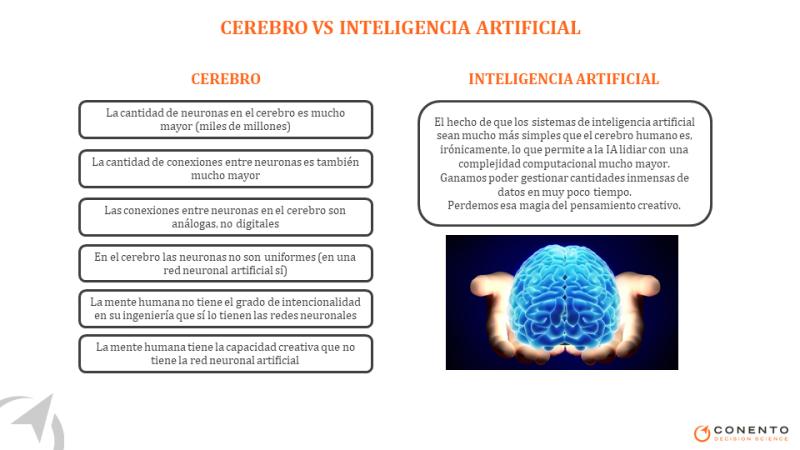 CEREBRO VS INTELIGENCIA ARTIFICIAL
CEREBRO
La cantidad de neuronas en el cerebro es mucho
mayor (miles de millones)
La cantidad de conexiones entre neuronas es también
mucho mayor
Las conexiones entre neuronas en el cerebro son
análogas, no digitales
En el cerebro las neuronas no son uniformes (en una
red neuronal artificial sí)
La mente humana no tiene el grado de intencionalidad
en su ingeniería que sí lo tienen las redes neuronales
La mente humana tiene la capacidad creativa que no
tiene la red neuronal artificial
INTELIGENCIA ARTIFICIAL
El hecho de que los sistemas de inteligencia artificial
sean mucho más simples que el cerebro humano es,
irónicamente, lo que permite a la IA lidiar con una
complejidad computacional mucho mayor.
Ganamos poder gestionar cantidades inmensas de
datos en muy poco tiempo.
Perdemos esa magia del pensamiento creativo.
CONENTO
DECISION SCIENCE